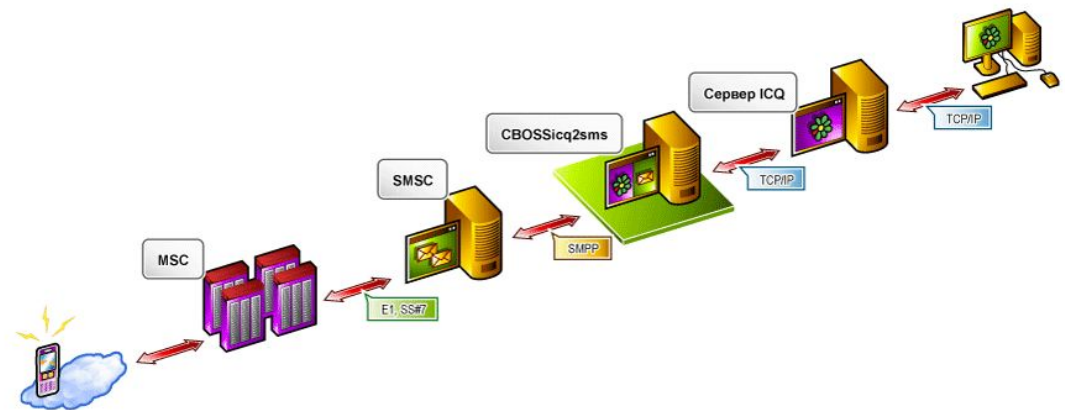 Сервер ICQ
TCP/IP
CBOSSicq2sms
TCP/IP
SMSC
SMPP
MSC
E1, SS#7